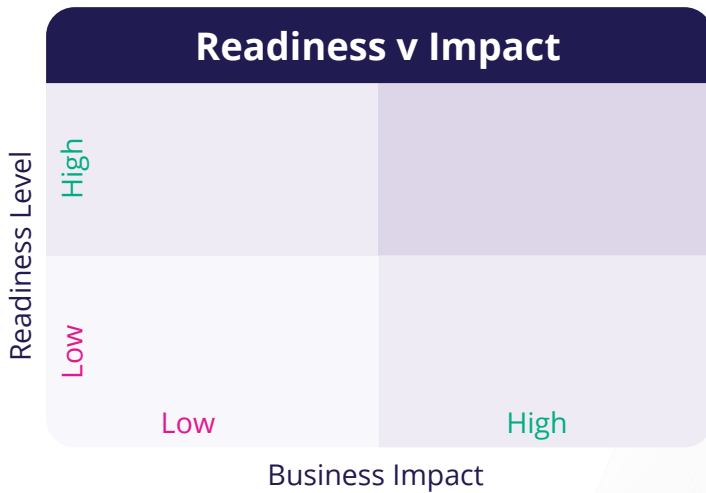 Readiness v Impact
Readiness Level
High
Low
Low
High
Business Impact